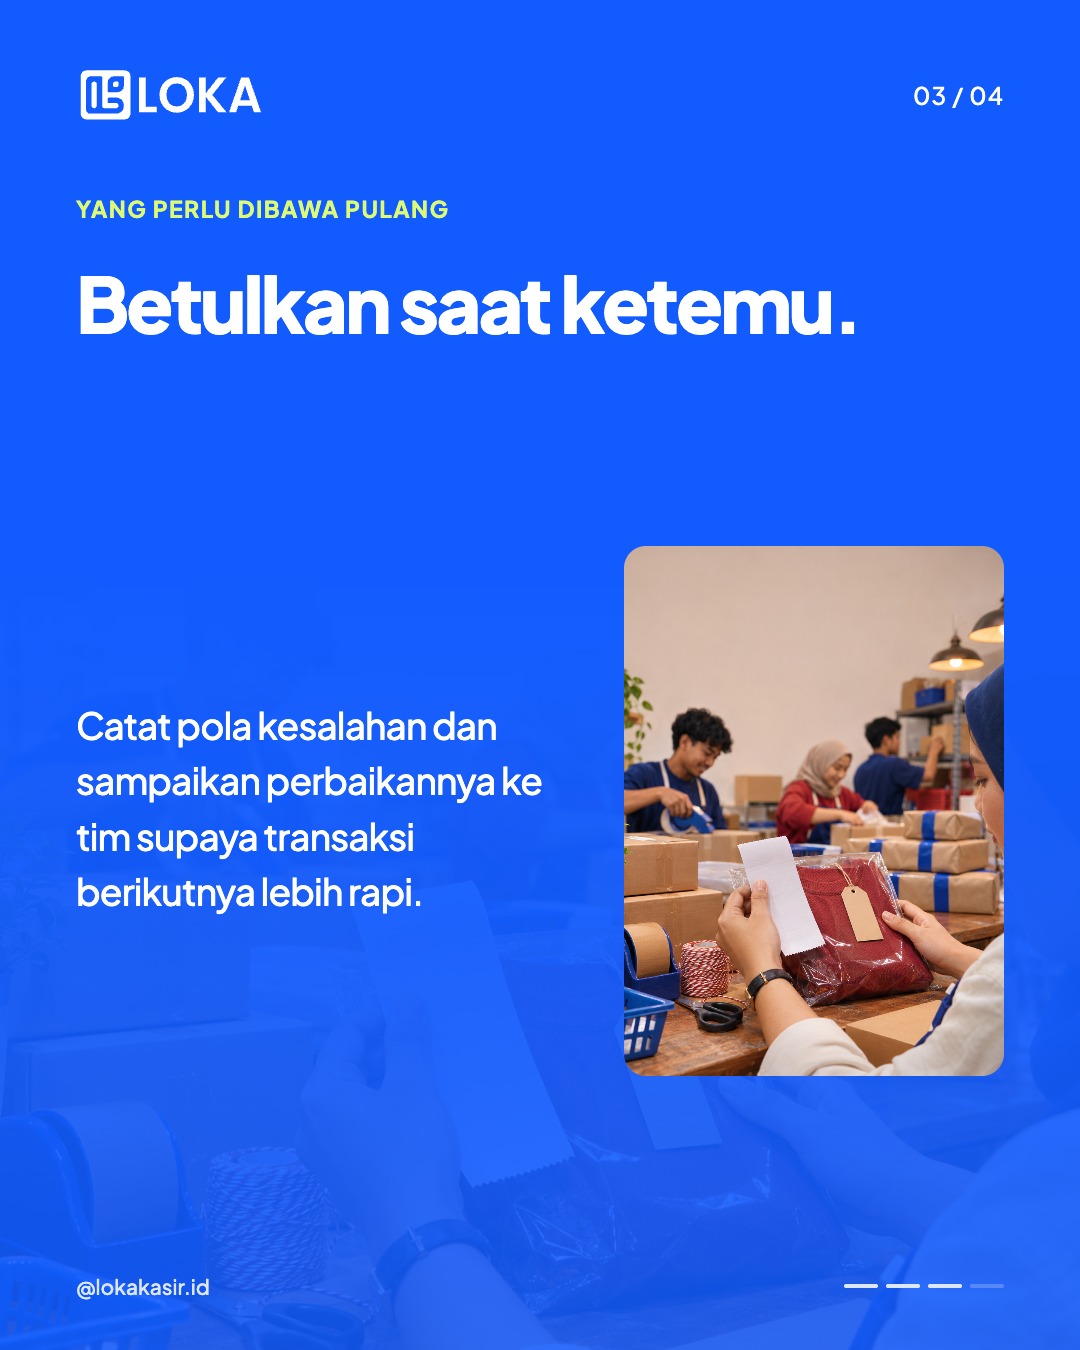 LOKA
03 / 04
YANG PERLU DIBAWA PULANG
Betulkan saat ketemu.
Catat pola kesalahan dan
sampaikan perbaikannya ke
tim supaya transaksi
berikutnya lebih rapi.
@lokakasir.id